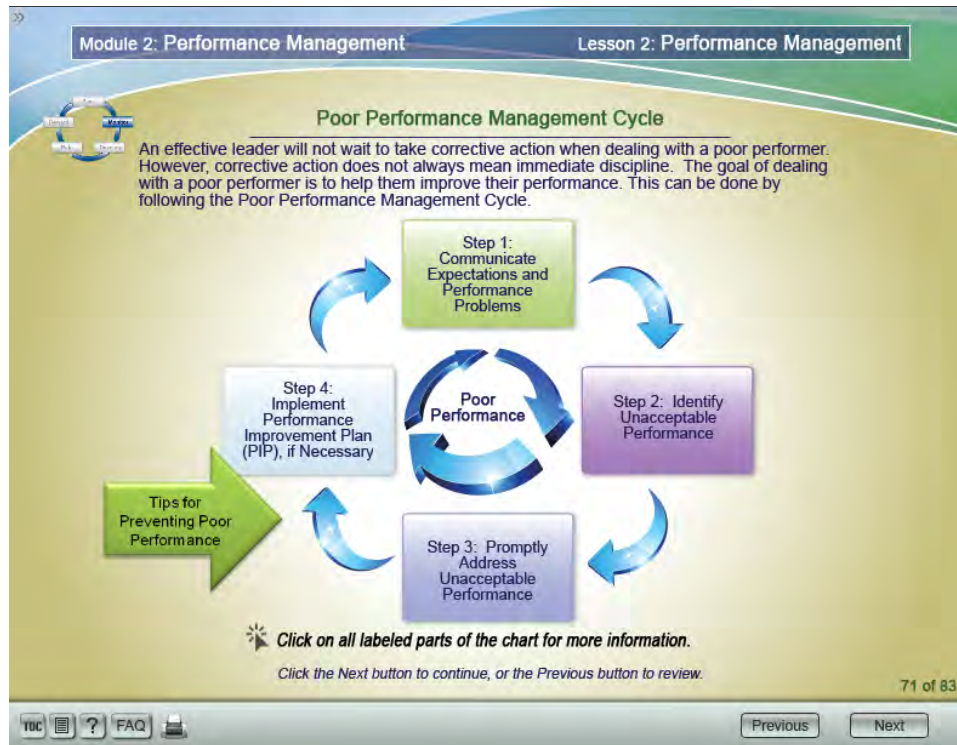 Module 2: Performance Management
Lesson 2: Performance Management
Monitor
Poor Performance Management Cycle
An effective leader will not wait to take corrective action when dealing with a poor performer.
However, corrective action does not always mean immediate discipline. The goal of dealing
with a poor performer is to help them improve their performance. This can be done by
following the Poor Performance Management Cycle.
Step 1:
Communicate
Expectations and
Performance
Problems
Step 2: Identify
Unacceptable
Performance
Step 3: Promptly
Address
Unacceptable
Performance
Step 4:
Implement
Performance
Improvement Plan
(PIP), if Necessary
Poor
Performance
Tips for
Preventing Poor
Performance
Click on all labeled parts of the chart for more information.
Click the Next button to continue, or the Previous button to review.
71 of 83
TOC
?
FAQ
Previous
Next